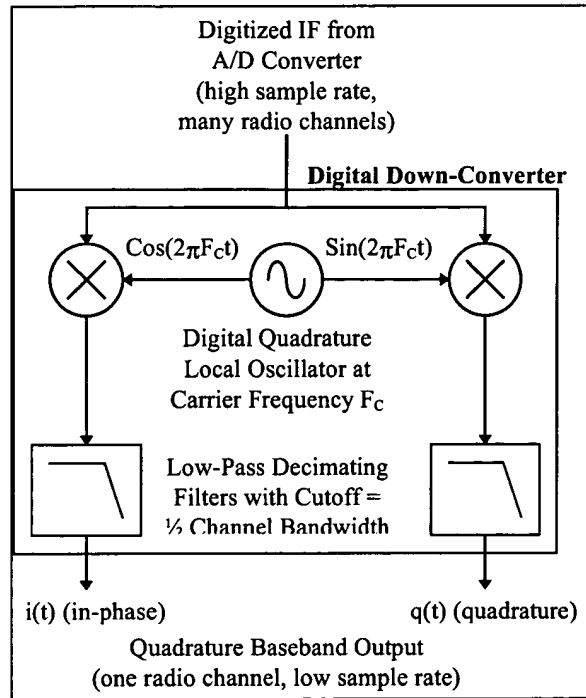 Digitized IF from
A/D Converter
(high sample rate,
many radio channels)
Digital Down-Converter
Cos(2πFCt)
Sin(2πFCt)
Digital Quadrature
Local Oscillator at
Carrier Frequency FC
Low-Pass Decimating
Filters with Cutoff =
½ Channel Bandwidth
i(t) (in-phase)
q(t) (quadrature)
Quadrature Baseband Output
(one radio channel, low sample rate)